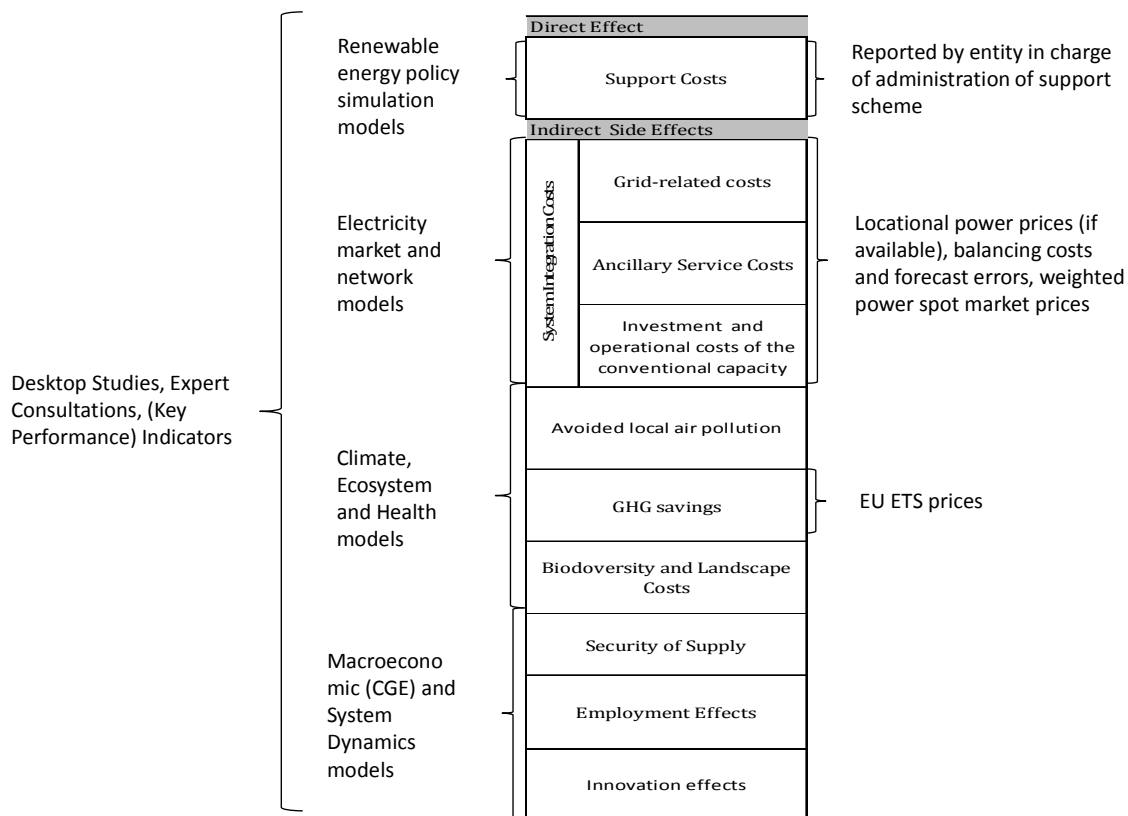 Desktop Studies, Expert
Consultations, (Key
Performance) Indicators
Renewable
energy policy
simulation
models
Electricity
market and
network
models
Climate,
Ecosystem
and Health
models
Macroecono
mic (CGE) and
System
Dynamics
models
Direct Effect
Support Costs
Indirect Side Effects
System Integration Costs
Grid-related costs
Ancillary Service Costs
Investment and
operational costs of the
conventional capacity
Avoided local air pollution
GHG savings
Biodoversity and Landscape
Costs
Security of Supply
Employment Effects
Innovation effects
Reported by entity in charge
of administration of support
scheme
Locational power prices (if
available), balancing costs
and forecast errors, weighted
power spot market prices
EU ETS prices